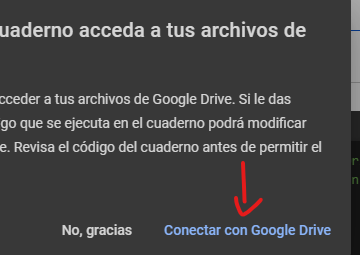 uaderno acceda a tus archivos de
cceder a tus archivos de Google Drive. Si le das
go que se ejecuta en el cuaderno podrá modificar
e. Revisa el código del cuaderno antes de permitir el
No, gracias
Conectar con Google Drive